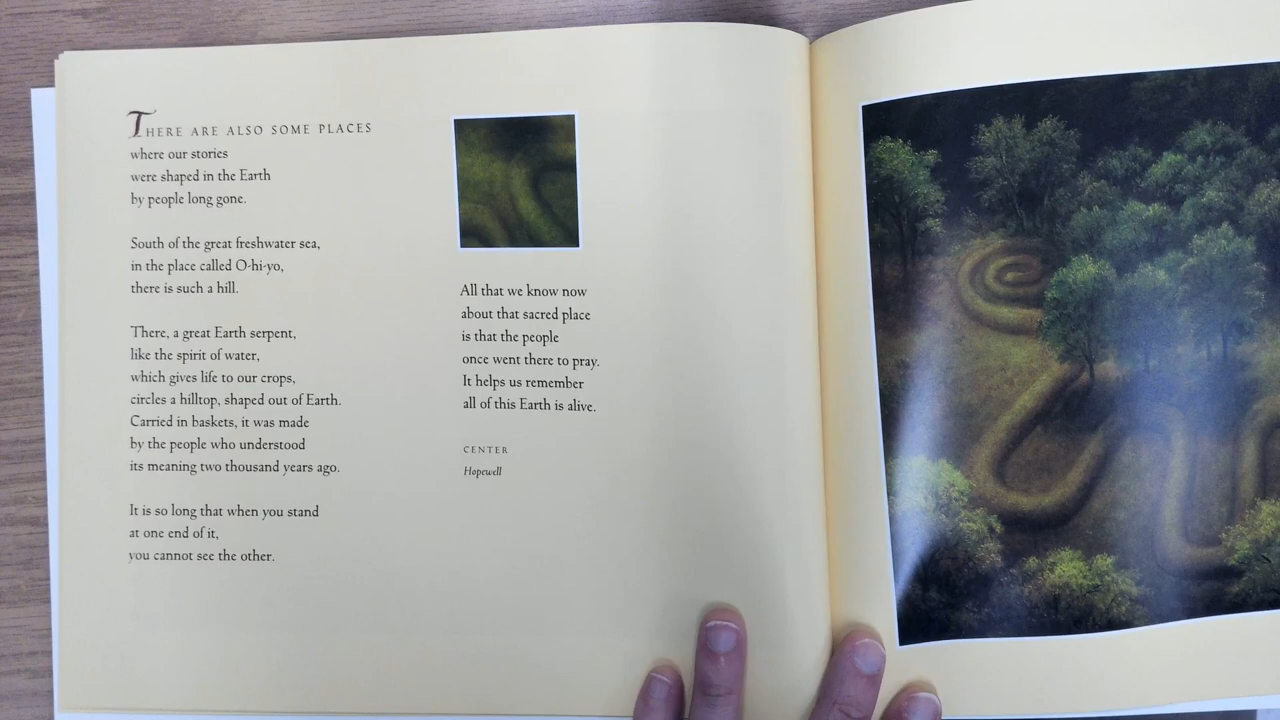 THERE ARE ALSO SOME PLACES
where our stories
were shaped in the Earth
by people long gone.
South of the great freshwater sea,
in the place called O-hi-yo,
there is such a hill.
There, a great Earth serpent,
like the spirit of water,
which gives life to our crops,
circles a hilltop, shaped out of Earth.
Carried in baskets, it was made
by the people who understood
its meaning two thousand years ago.
It is so long that when you stand
at one end of it,
you cannot see the other.
All that we know now
about that sacred place
is that the people
once went there to pray.
It helps us remember
all of this Earth is alive.
CENTER
Hopewell